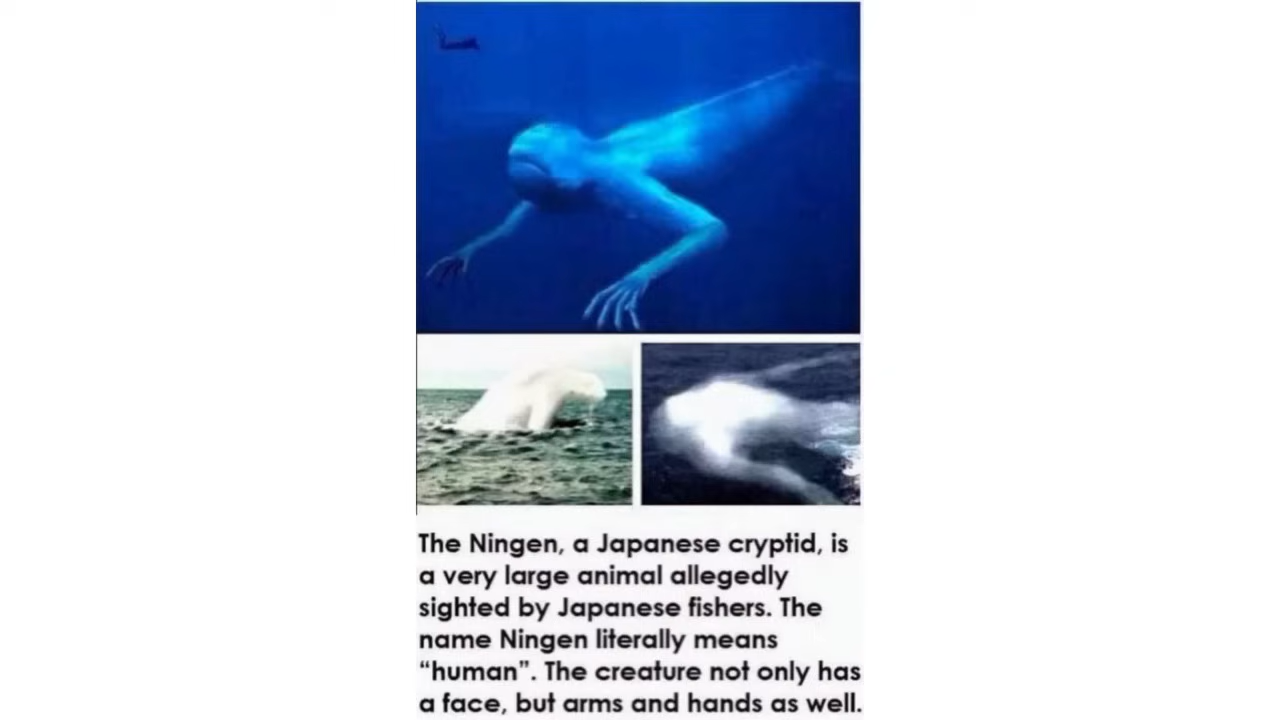 The Ningen, a Japanese cryptid, is
a very large animal allegedly
sighted by Japanese fishers. The
name Ningen literally means
“human”. The creature not only has
a face, but arms and hands as well.